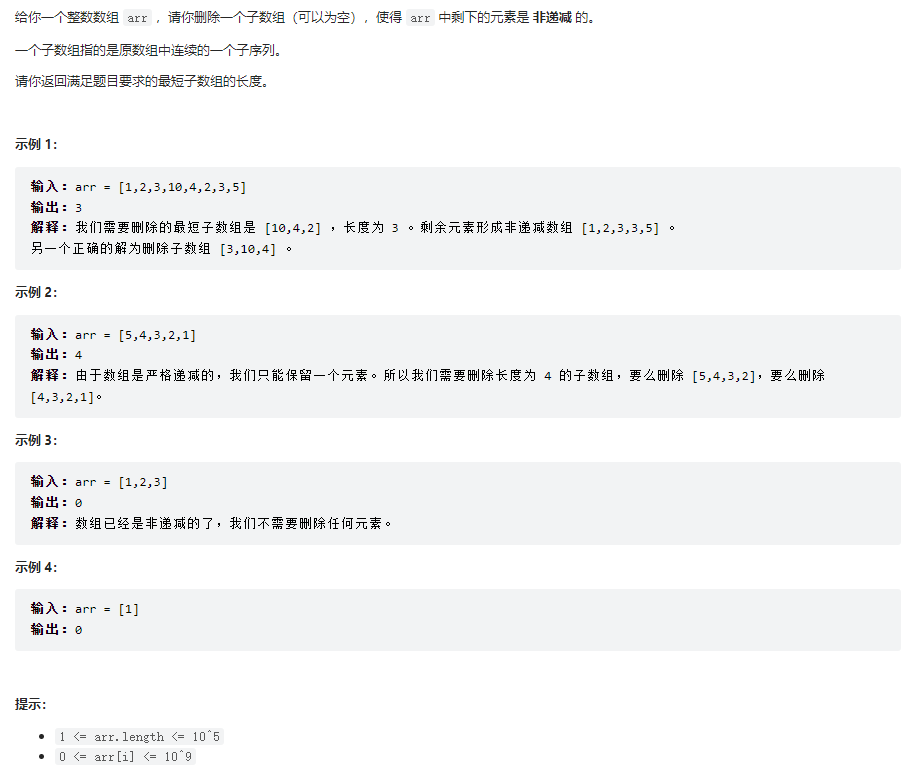 给你一个整数数组 arr ，请你删除一个子数组（可以为空），使得 arr 中剩下的元素是 非递减 的。
一个子数组指的是原数组中连续的一个子序列。
请你返回满足题目要求的最短子数组的长度。
示例 1：
输入：arr = [1,2,3,10,4,2,3,5]
输出：3
解释：我们需要删除的最短子数组是 [10,4,2] ，长度为 3 。剩余元素形成非递减数组 [1,2,3,3,5] 。
另一个正确的解为删除子数组 [3,10,4] 。
示例 2：
输入：arr = [5,4,3,2,1]
输出：4
解释：由于数组是严格递减的，我们只能保留一个元素。所以我们需要删除长度为 4 的子数组，要么删除 [5,4,3,2]，要么删除
[4,3,2,1]。
示例 3：
输入：arr = [1,2,3]
输出：0
解释：数组已经是非递减的了，我们不需要删除任何元素。
示例 4：
输入：arr = [1]
输出：0
提示：
• 1 <= arr.length <= 10^5
• 0 <= arr[i] <= 10^9